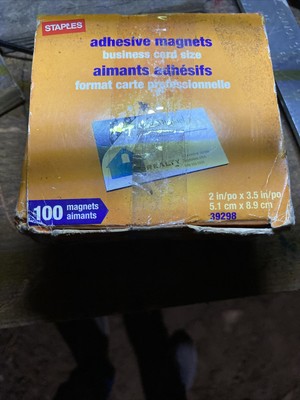 STAPLES
adhesive magnets
business card size
aimants adhésifs
format carte professionnelle
REALTY
2 in/po x 3.5 in/po
5.1 cm x 8.9 cm
39298
100 magnets
aimants